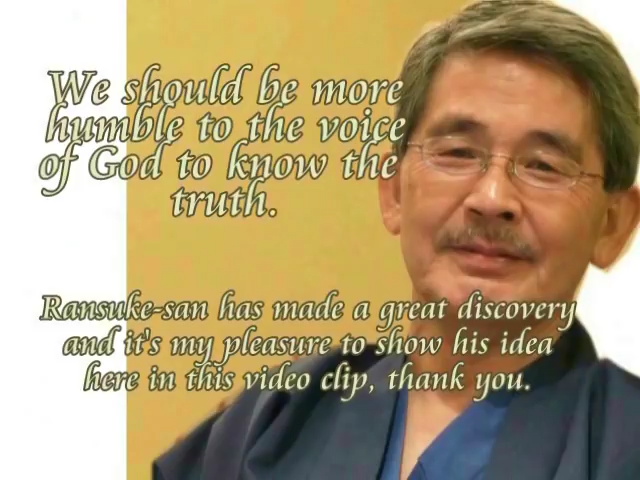 We should be more
humble to the voice
of God to know the
truth.
Ransuke-san has made a great discovery
and it's my pleasure to show his idea
here in this video clip, thank you.